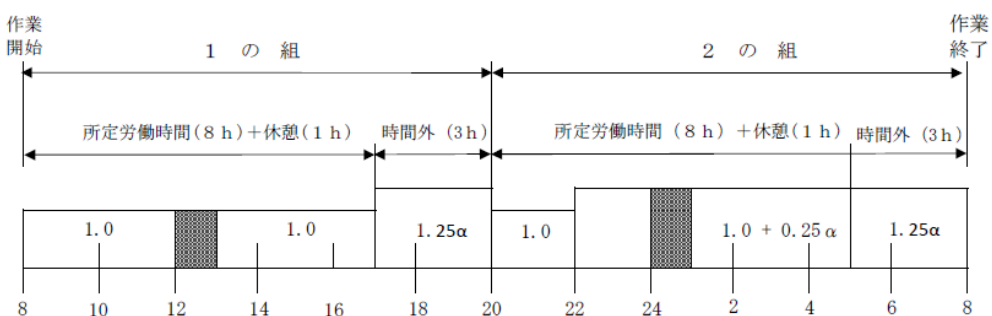 作業
開始
1 の 組
2 の 組
作業
終了
所定労働時間(8h)+休憩(1h)
時間外(3h)
所定労働時間(8h)+休憩(1h)
時間外(3h)
1.0
1.0
1.25α
1.0
1.0 + 0.25α
1.25α
8 10 12 14 16 18 20 22 24 2 4 6 8